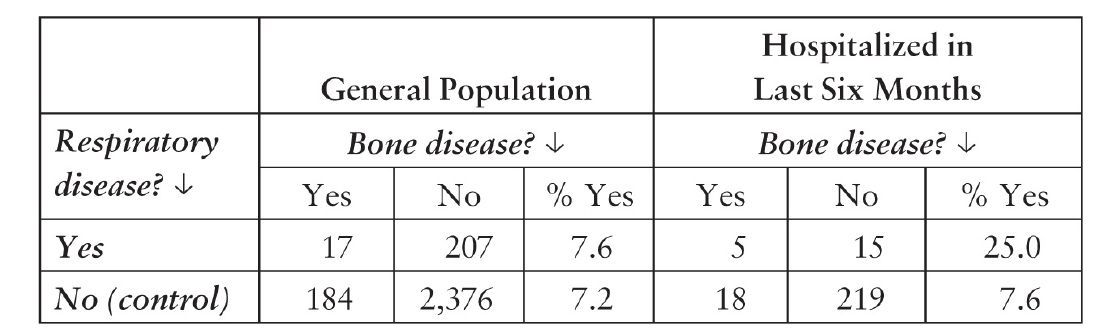 General Population
Hospitalized in
Last Six Months
Respiratory
disease? ↓
Bone disease? ↓
Bone disease? ↓
Yes No % Yes Yes No % Yes
Yes 17 207 7.6 5 15 25.0
No (control) 184 2,376 7.2 18 219 7.6